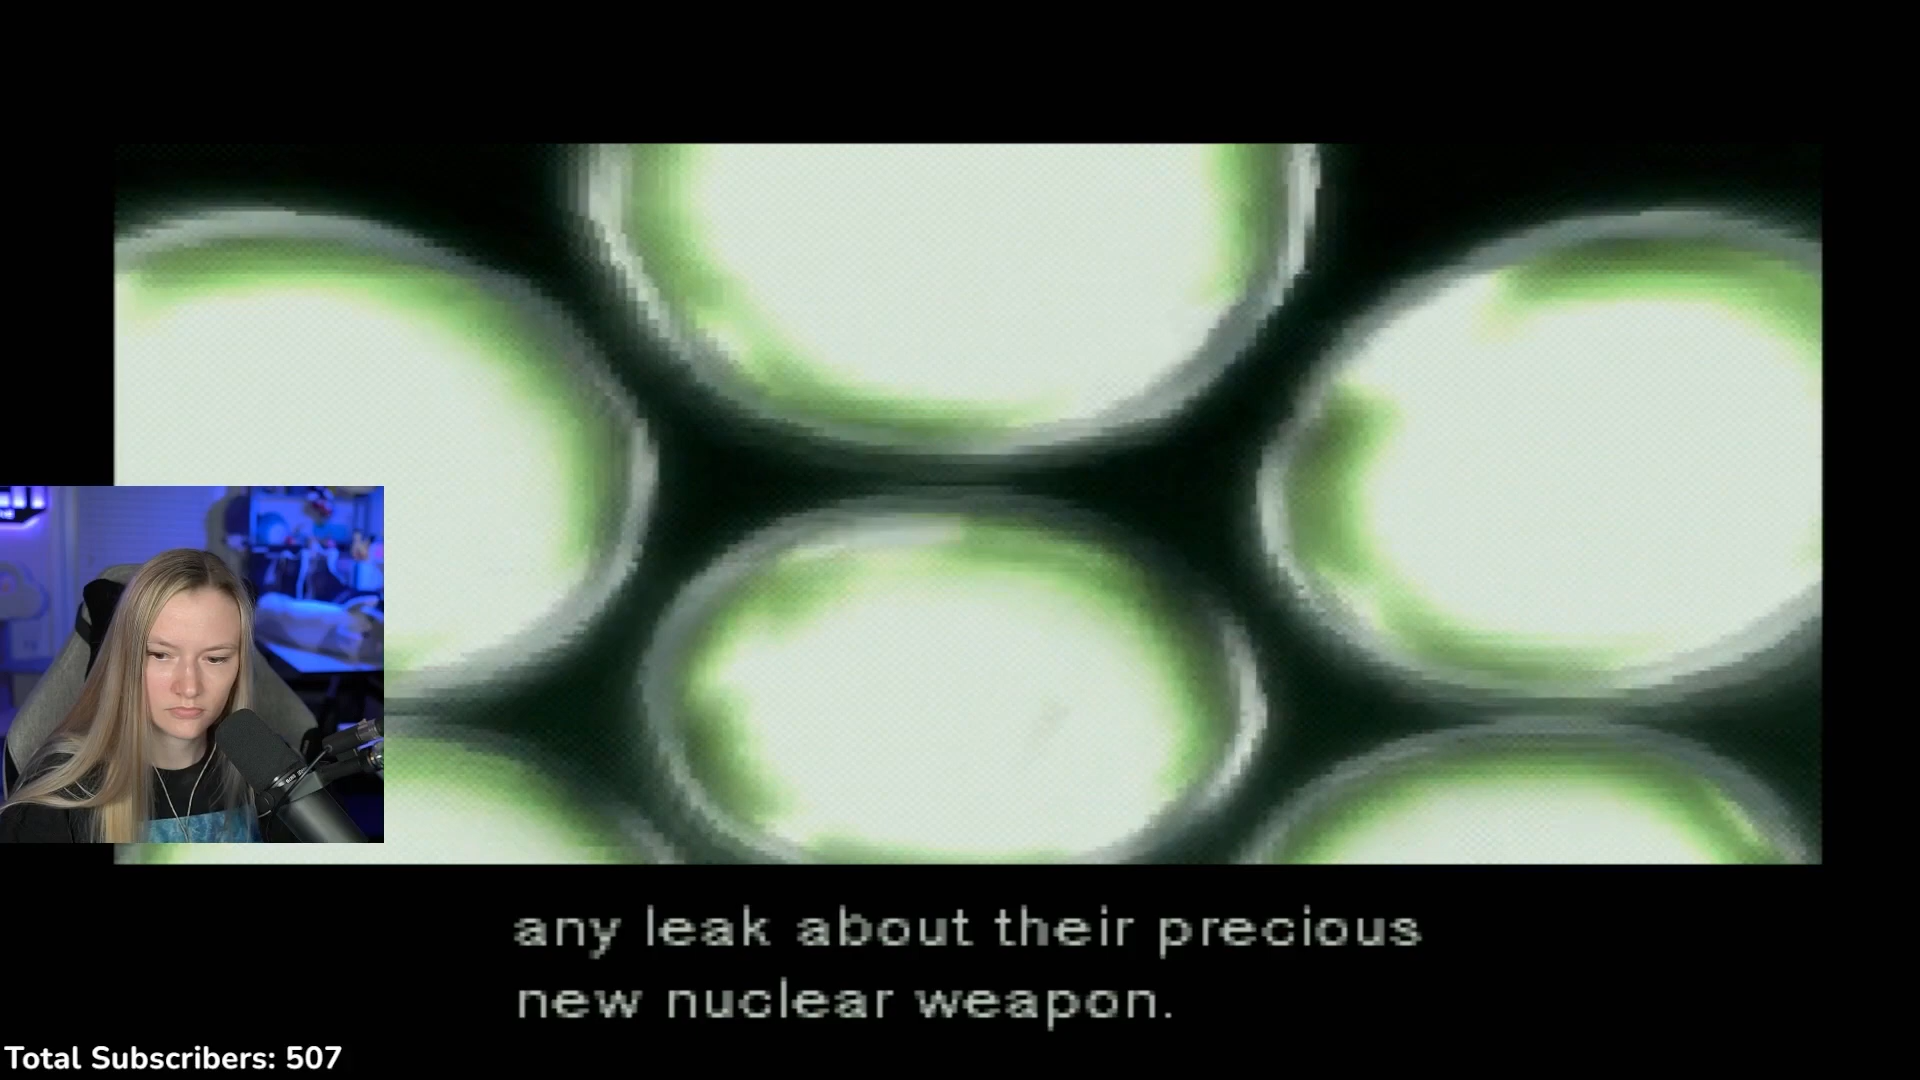 any leak about their precious
new nuclear weapon.
Total Subscribers: 507